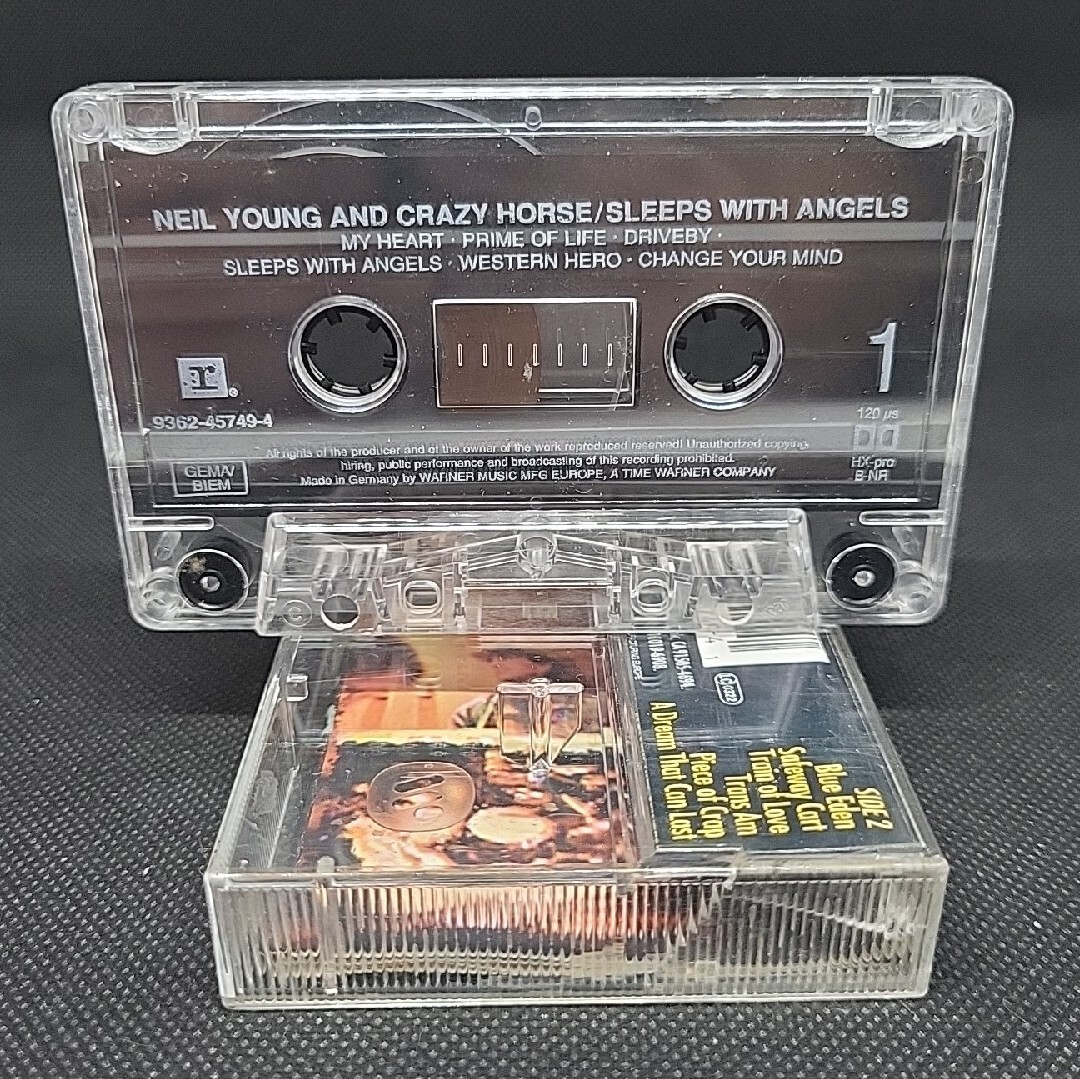 NEIL YOUNG AND CRAZY HORSE/SLEEPS WITH ANGELS
MY HEART · PRIME OF LIFE · DRIVEBY ·
SLEEPS WITH ANGELS · WESTERN HERO · CHANGE YOUR MIND
1
r®
9362-45749-4
120 µs
HX-pro
B-NR
GEMA/
BIEM
All rights of the producer and of the owner of the work reproduced reserved! Unauthorized copying,
hiring, public performance and broadcasting of this recording prohibited.
Made in Germany by WARNER MUSIC MFG EUROPE, A TIME WARNER COMPANY
SIDE 2
Blue Eden
Safeway Cart
Train of Love
Trans Am
Piece of Crap
A Dream That Can Last